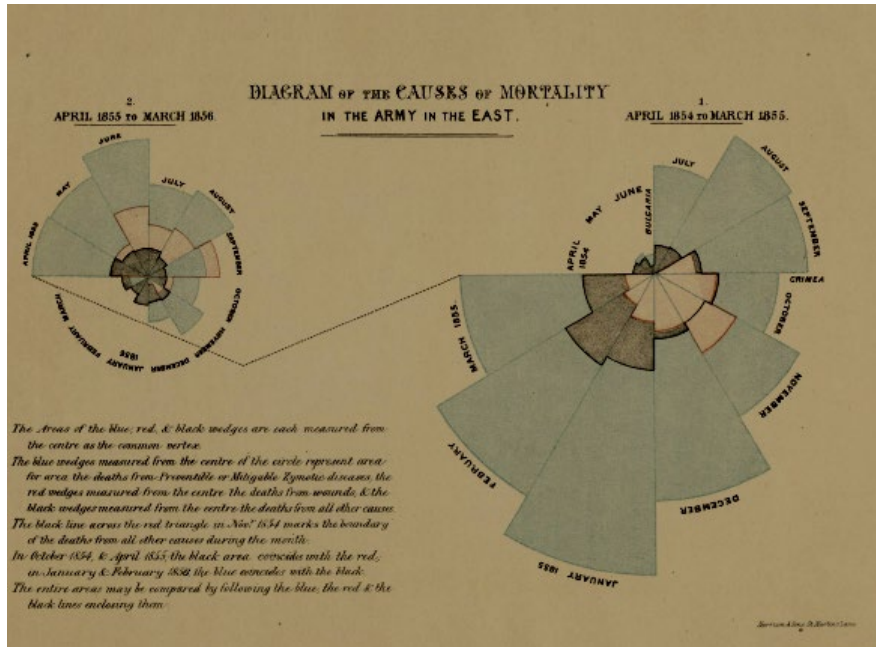 DIAGRAM OF THE CAUSES OF MORTALITY
IN THE ARMY IN THE EAST.
2.
APRIL 1855 TO MARCH 1856.
1.
APRIL 1854 TO MARCH 1855.
JUNE
JULY
AUGUST
SEPTEMBER
OCTOBER
NOVEMBER
DECEMBER
JANUARY
1856
FEBRUARY
MARCH
APRIL 1855
MAY
APRIL
1854
MAY
JUNE
BULGARIA
JULY
AUGUST
SEPTEMBER
CRIMEA
OCTOBER
NOVEMBER
DECEMBER
JANUARY 1855
FEBRUARY
MARCH 1855
The Areas of the blue, red, & black wedges are each measured from
the centre as the common vertex.
The blue wedges measured from the centre of the circle represent area
for area the deaths from Preventible or Mitigable Zymotic diseases, the
red wedges measured from the centre the deaths from wounds, & the
black wedges measured from the centre the deaths from all other causes.
The black line across the red triangle in Novr. 1854 marks the boundary
of the deaths from all other causes during the month.
In October 1854, & April 1855, the black area coincides with the red,
in January & February 1856, the blue coincides with the black.
The entire areas may be compared by following the blue, the red & the
black lines enclosing them.
Harrison & Sons, St. Martins Lane